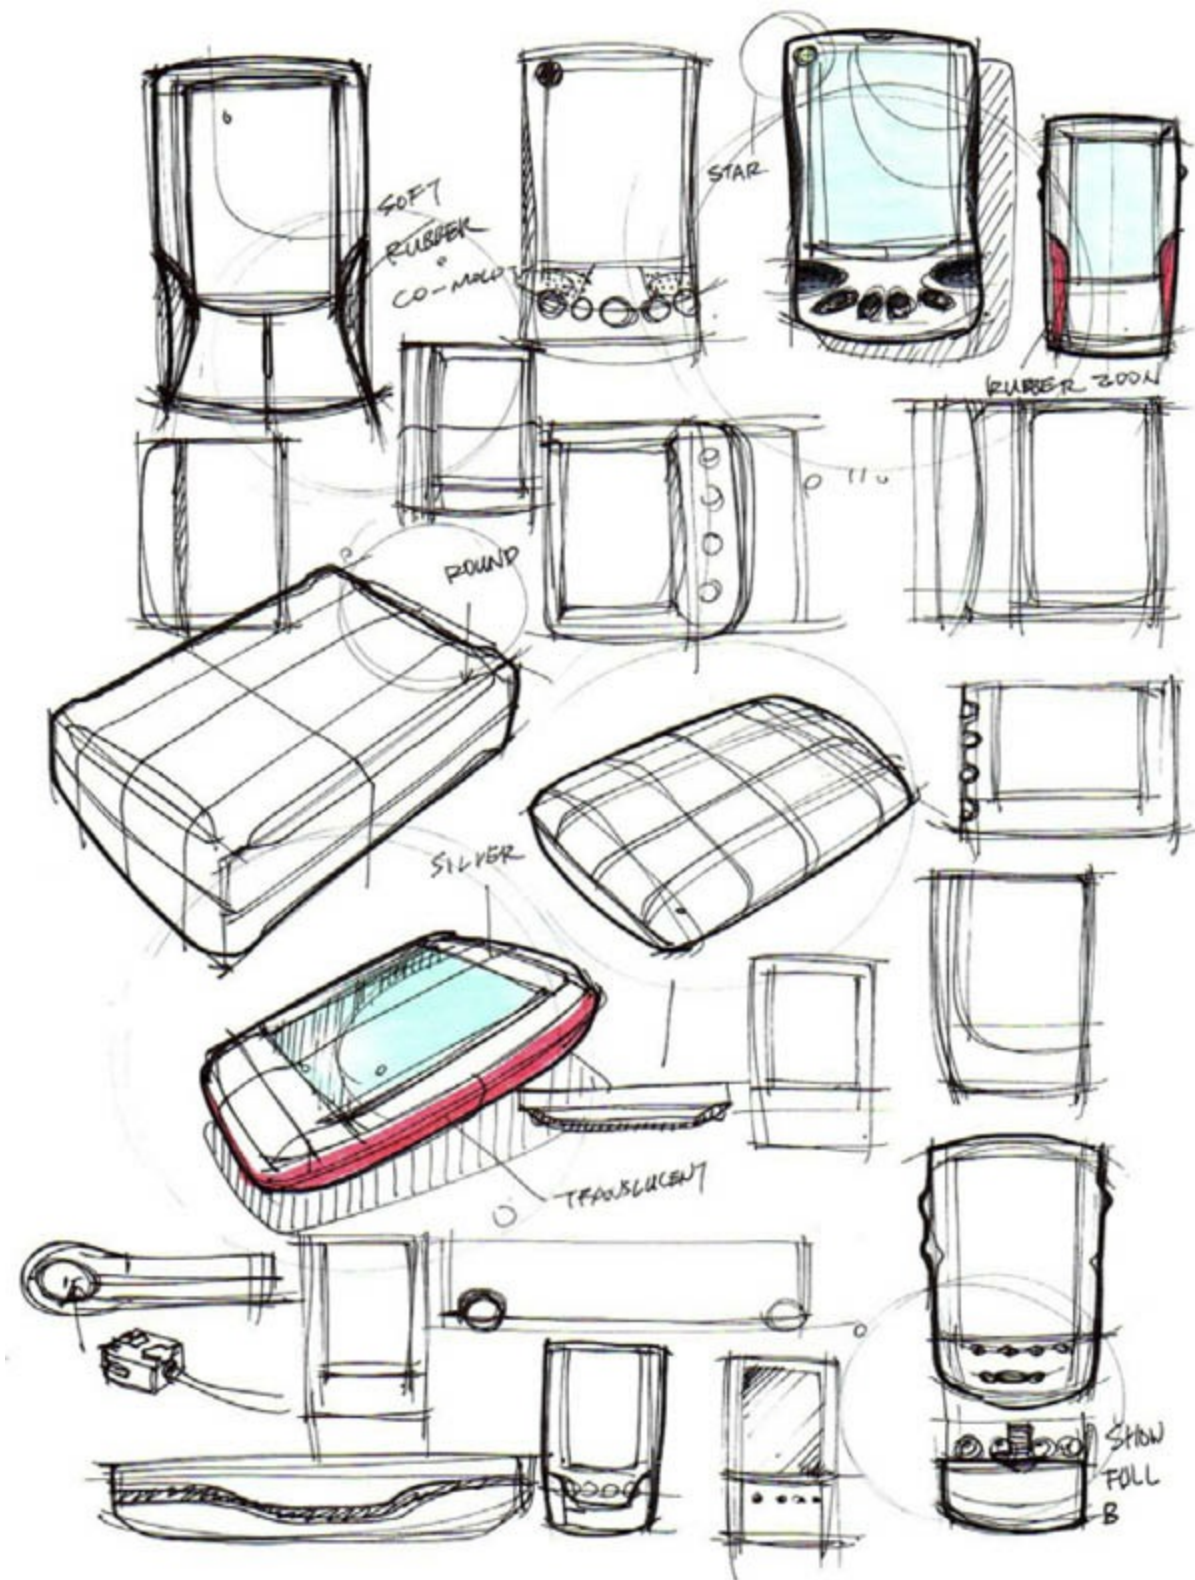 SOFT
RUBBER
CO-MOLD
STAR
RUBBER ZOON
ROUND
SILVER
TRANSLUCENT
SHOW
FULL
B